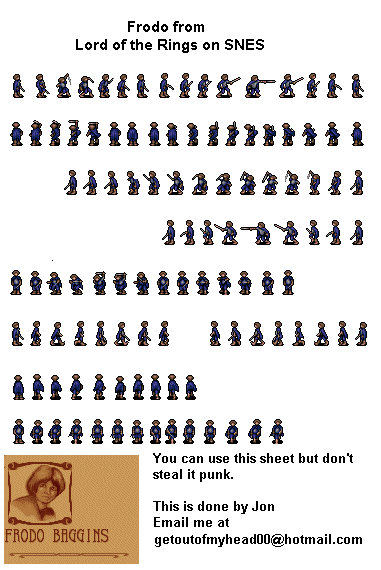 Frodo from
Lord of the Rings on SNES
You can use this sheet but don't
steal it punk.
This is done by Jon
Email me at
getoutofmyhead00@hotmail.com
FRODO BAGGINS